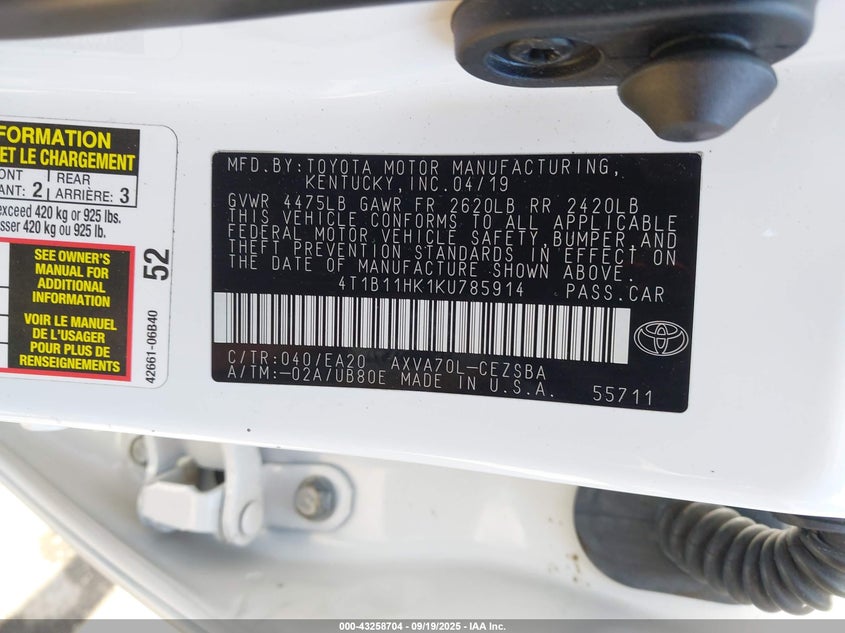 FORMATION
ET LE CHARGEMENT
ONT 2 REAR 3
ANT: ARRIÈRE:
exceed 420 kg or 925 lbs.
sser 420 kg ou 925 lb.
SEE OWNER'S
MANUAL FOR
ADDITIONAL
INFORMATION
VOIR LE MANUEL
DE L'USAGER
POUR PLUS DE
RENSEIGNEMENTS
52
42661-06B40
MFD.BY:TOYOTA MOTOR MANUFACTURING,
KENTUCKY,INC.04/19
GVWR 4475LB GAWR FR 2620LB RR 2420LB
THIS VEHICLE CONFORMS TO ALL APPLICABLE
FEDERAL MOTOR VEHICLE SAFETY,BUMPER,AND
THEFT PREVENTION STANDARDS IN EFFECT ON
THE DATE OF MANUFACTURE SHOWN ABOVE.
4T1B11HK1KU785914 PASS.CAR
C/TR:040/EA20 AXVA70L-CEZSBA
A/TM:-02A/UB80E MADE IN U.S.A. 55711
000-43258704 - 09/19/2025 - IAA Inc.